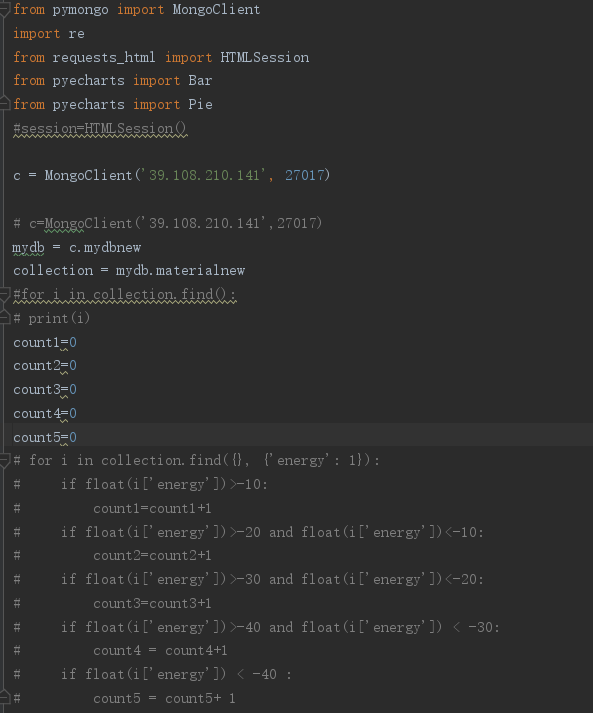 from pymongo import MongoClient
import re
from requests_html import HTMLSession
from pyecharts import Bar
from pyecharts import Pie
#session=HTMLSession()
c = MongoClient('39.108.210.141', 27017)
# c=MongoClient('39.108.210.141',27017)
mydb = c.mydbnew
collection = mydb.materialnew
#for i in collection.find():
# print(i)
count1=0
count2=0
count3=0
count4=0
count5=0
# for i in collection.find({}, {'energy': 1}):
#     if float(i['energy'])>-10:
#         count1=count1+1
#     if float(i['energy'])>-20 and float(i['energy'])<-10:
#         count2=count2+1
#     if float(i['energy'])>-30 and float(i['energy'])<-20:
#         count3=count3+1
#     if float(i['energy'])>-40 and float(i['energy']) < -30:
#         count4 = count4+1
#     if float(i['energy']) < -40 :
#         count5 = count5+ 1